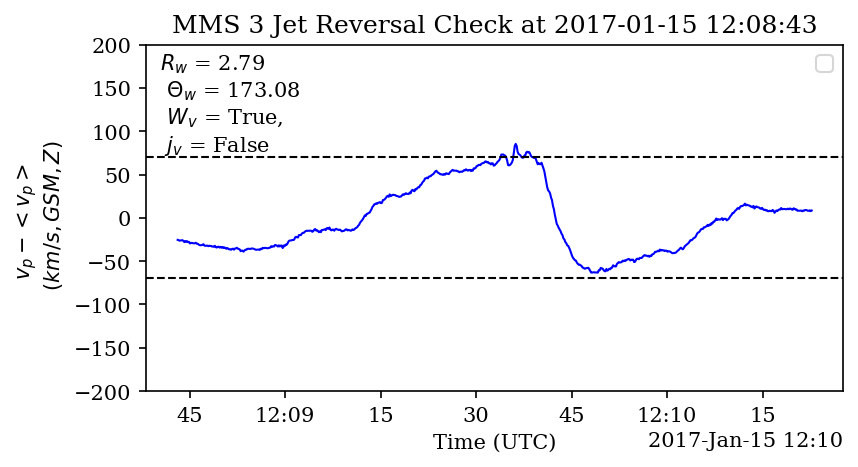 MMS 3 Jet Reversal Check at 2017-01-15 12:08:43
R_w = 2.79
Θ_w = 173.08
W_v = True,
j_v = False
v_p − < v_p >
(km/s, GSM, Z)
200
150
100
50
0
−50
−100
−150
−200
45 12:09 15 30 45 12:10 15
Time (UTC) 2017-Jan-15 12:10